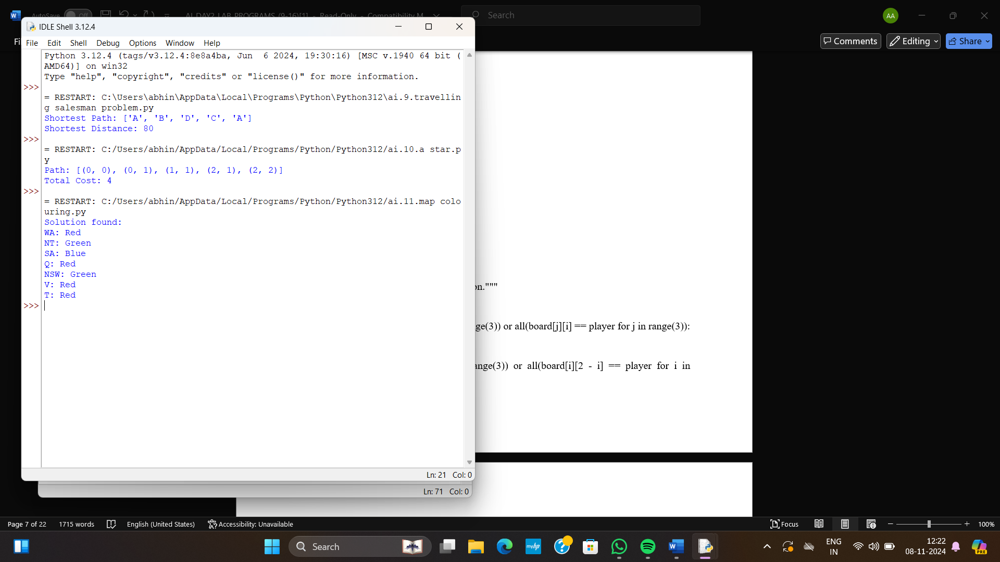 AutoSave Off AI_DAY2_LAB_PROGRAMS_(9-16)[1] - Read-Only - Compatibility M...
Search
AA
IDLE Shell 3.12.4
File Edit Shell Debug Options Window Help
Fi
Comments Editing Share
Python 3.12.4 (tags/v3.12.4:8e8a4ba, Jun  6 2024, 19:30:16) [MSC v.1940 64 bit (
AMD64)] on win32
Type "help", "copyright", "credits" or "license()" for more information.
>>>
= RESTART: C:\Users\abhin\AppData\Local\Programs\Python\Python312\ai.9.travellin
g salesman problem.py
Shortest Path: ['A', 'B', 'D', 'C', 'A']
Shortest Distance: 80
>>>
= RESTART: C:/Users/abhin/AppData/Local/Programs/Python/Python312/ai.10.a star.p
y
Path: [(0, 0), (0, 1), (1, 1), (2, 1), (2, 2)]
Total Cost: 4
>>>
= RESTART: C:/Users/abhin/AppData/Local/Programs/Python/Python312/ai.11.map colo
uring.py
Solution found:
WA: Red
NT: Green
SA: Blue
Q: Red
NSW: Green
V: Red
T: Red
>>>
on."""
ge(3)) or all(board[j][i] == player for j in range(3)):
ange(3)) or all(board[i][2 - i] == player for i in
Ln: 21 Col: 0
Ln: 71 Col: 0
Page 7 of 22 1715 words English (United States) Accessibility: Unavailable Focus 100%
Search
myhp
ENG
IN
12:22
08-11-2024
PRE